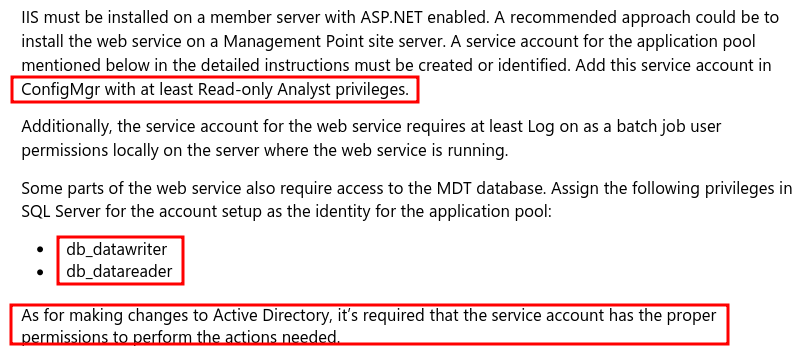 IIS must be installed on a member server with ASP.NET enabled. A recommended approach could be to
install the web service on a Management Point site server. A service account for the application pool
mentioned below in the detailed instructions must be created or identified. Add this service account in
ConfigMgr with at least Read-only Analyst privileges.
Additionally, the service account for the web service requires at least Log on as a batch job user
permissions locally on the server where the web service is running.
Some parts of the web service also require access to the MDT database. Assign the following privileges in
SQL Server for the account setup as the identity for the application pool:
• db_datawriter
• db_datareader
As for making changes to Active Directory, it’s required that the service account has the proper
permissions to perform the actions needed.